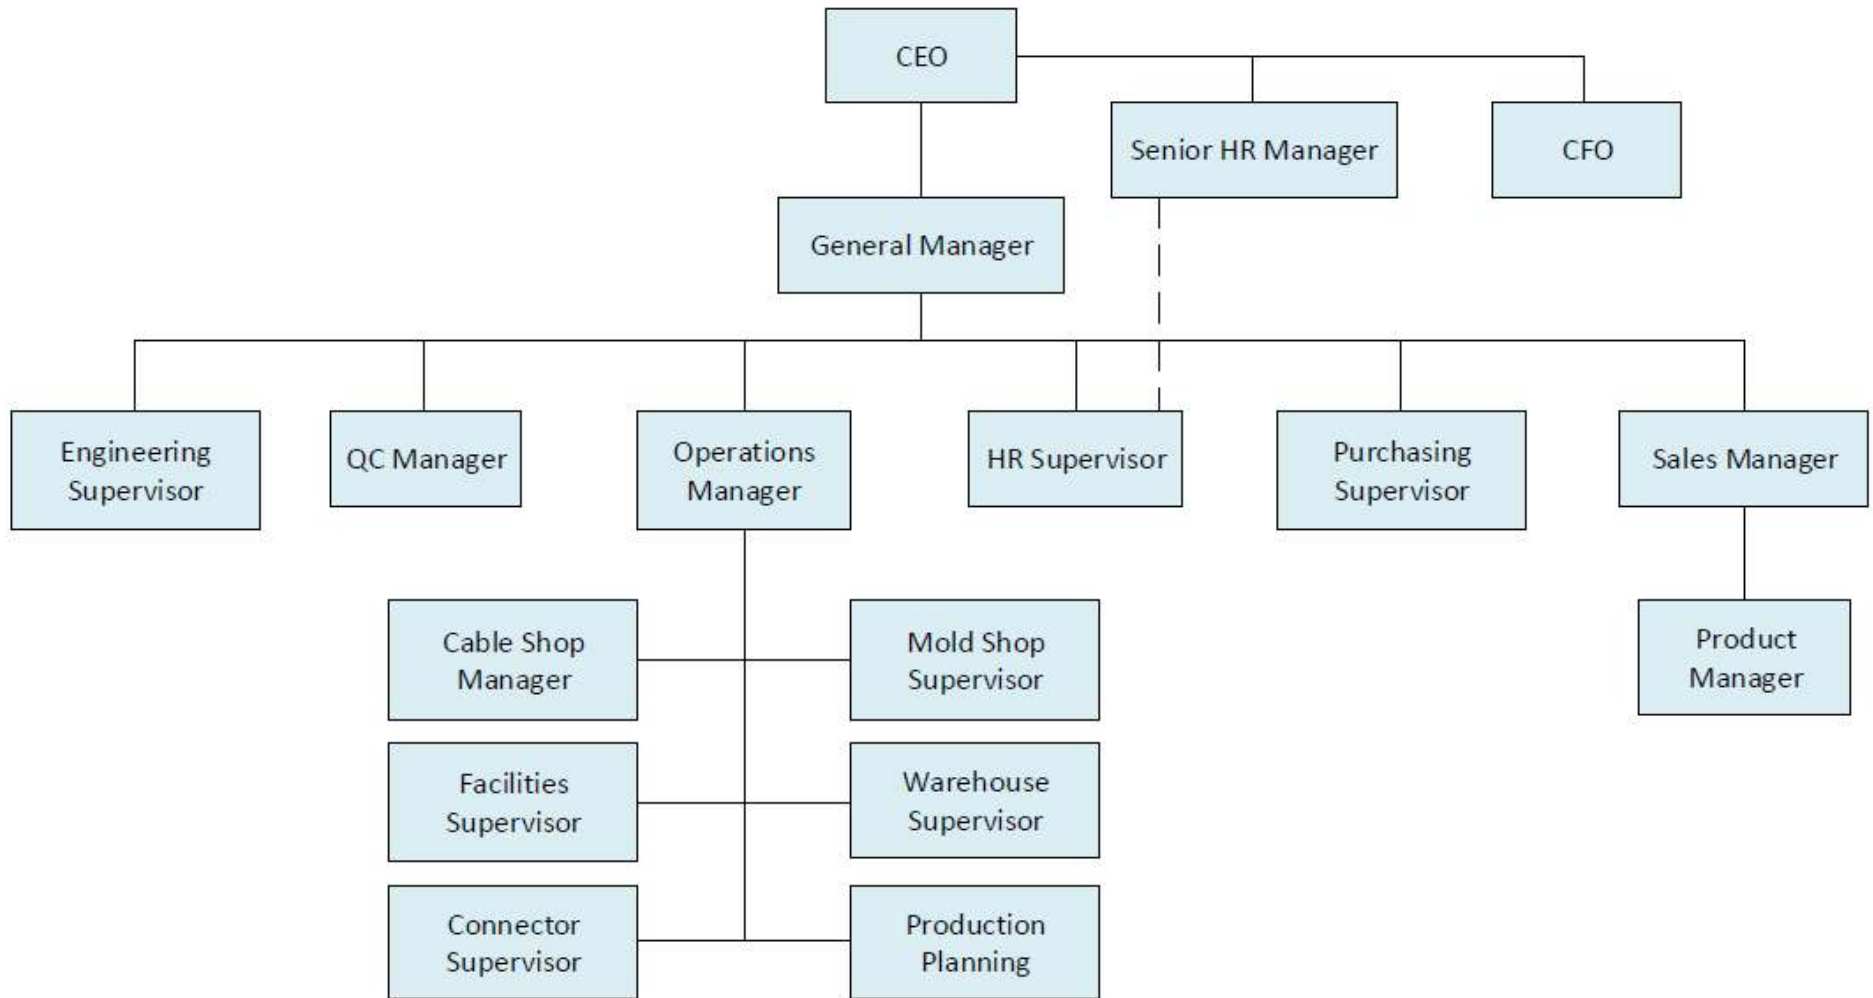 CEO
Senior HR Manager
CFO
General Manager
Engineering
Supervisor
QC Manager
Operations
Manager
HR Supervisor
Purchasing
Supervisor
Sales Manager
Cable Shop
Manager
Mold Shop
Supervisor
Product
Manager
Facilities
Supervisor
Warehouse
Supervisor
Connector
Supervisor
Production
Planning